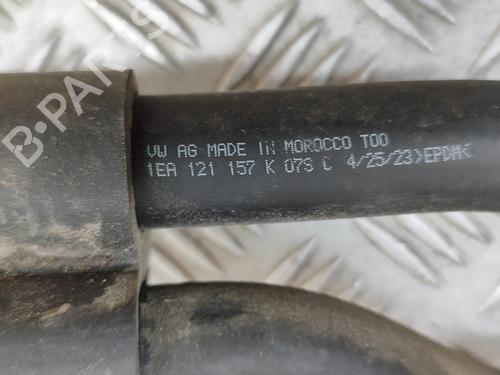 VW AG MADE IN MOROCCO TOO
1EA 121 157 K 07S C 4/25/23>EPDM<
B-PARTS